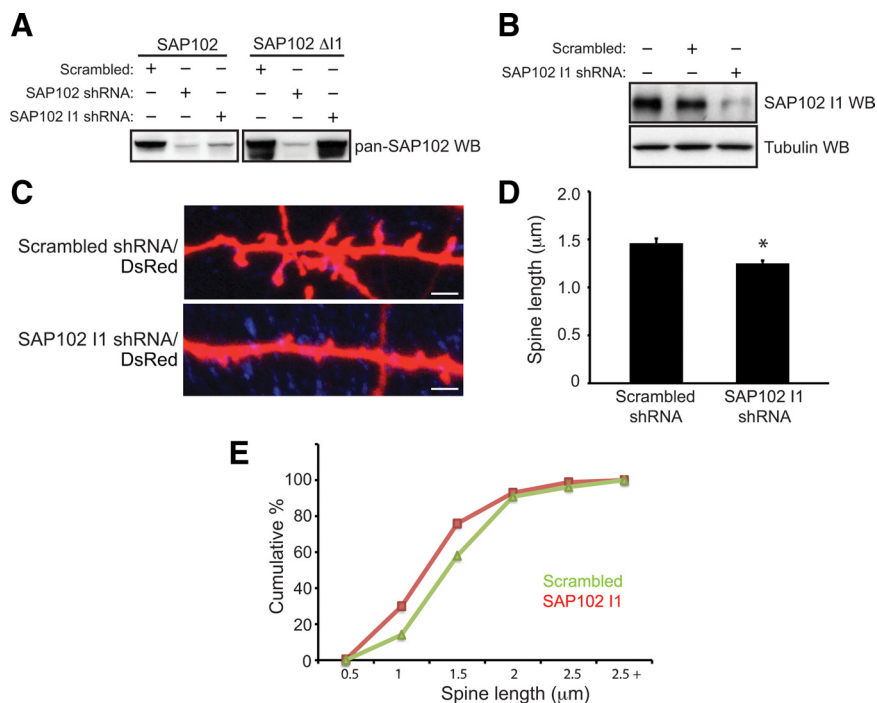 A
SAP102 SAP102 ΔI1
Scrambled: + – – + – –
SAP102 shRNA: – + – – + –
SAP102 I1 shRNA: – – + – – +
pan-SAP102 WB
B
Scrambled: – + –
SAP102 I1 shRNA: – – +
SAP102 I1 WB
Tubulin WB
C
Scrambled shRNA/
DsRed
SAP102 I1 shRNA/
DsRed
D
Spine length (μm)
2.0
1.5
1.0
0.5
0
Scrambled
shRNA
*
SAP102 I1
shRNA
E
Cumulative %
100
80
60
40
20
0
0.5 1 1.5 2 2.5 2.5 +
Spine length (μm)
Scrambled
SAP102 I1